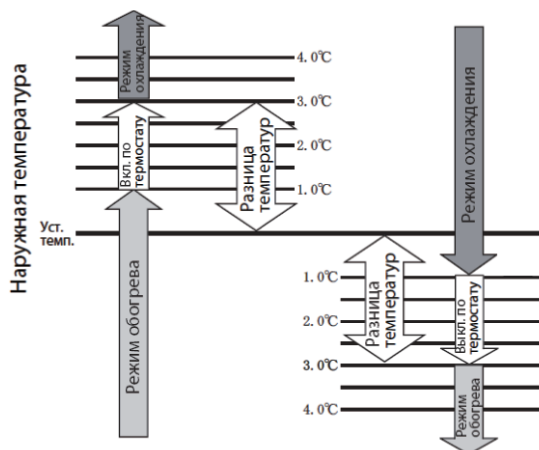 Наружная температура
Режим
охлаждения
4.0℃
3.0℃
2.0℃
1.0℃
Вкл. по
термостату
Разница
температур
Режим обогрева
Уст.
темп.
Режим охлаждения
1.0℃
2.0℃
3.0℃
4.0℃
Разница
температур
Выкл. по
термостату
Режим
обогрева